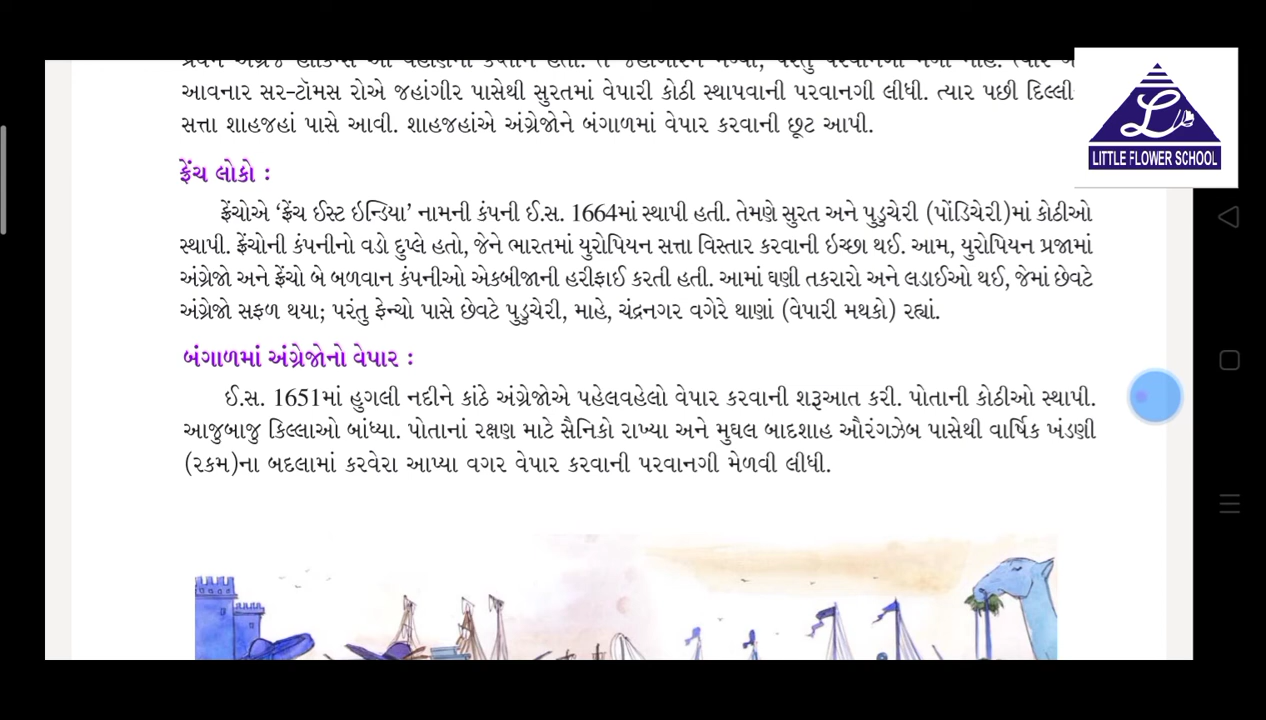 આવનાર સર-ટૉમસ રોએ જહાંગીર પાસેથી સુરતમાં વેપારી કોઠી સ્થાપવાની પરવાનગી લીધી. ત્યાર પછી દિલ્લી
સત્તા શાહજહાં પાસે આવી. શાહજહાંએ અંગ્રેજોને બંગાળમાં વેપાર કરવાની છૂટ આપી.
LITTLE FLOWER SCHOOL
ફ્રેંચ લોકો :
ફ્રેંચોએ ‘ફ્રેંચ ઈસ્ટ ઇન્ડિયા’ નામની કંપની ઈ.સ. 1664માં સ્થાપી હતી. તેમણે સુરત અને પુડુચેરી (પોંડિચેરી)માં કોઠીઓ
સ્થાપી. ફ્રેંચોની કંપનીનો વડો દુપ્લે હતો, જેને ભારતમાં યુરોપિયન સત્તા વિસ્તાર કરવાની ઇચ્છા થઈ. આમ, યુરોપિયન પ્રજામાં
અંગ્રેજો અને ફ્રેંચો બે બળવાન કંપનીઓ એકબીજાની હરીફાઈ કરતી હતી. આમાં ઘણી તકરારો અને લડાઈઓ થઈ, જેમાં છેવટે
અંગ્રેજો સફળ થયા; પરંતુ ફેન્ચો પાસે છેવટે પુડુચેરી, માહે, ચંદ્રનગર વગેરે થાણાં (વેપારી મથકો) રહ્યાં.
બંગાળમાં અંગ્રેજોનો વેપાર :
ઈ.સ. 1651માં હુગલી નદીને કાંઠે અંગ્રેજોએ પહેલવહેલો વેપાર કરવાની શરૂઆત કરી. પોતાની કોઠીઓ સ્થાપી.
આજુબાજુ કિલ્લાઓ બાંધ્યા. પોતાનાં રક્ષણ માટે સૈનિકો રાખ્યા અને મુઘલ બાદશાહ ઔરંગઝેબ પાસેથી વાર્ષિક ખંડણી
(રકમ)ના બદલામાં કરવેરા આપ્યા વગર વેપાર કરવાની પરવાનગી મેળવી લીધી.